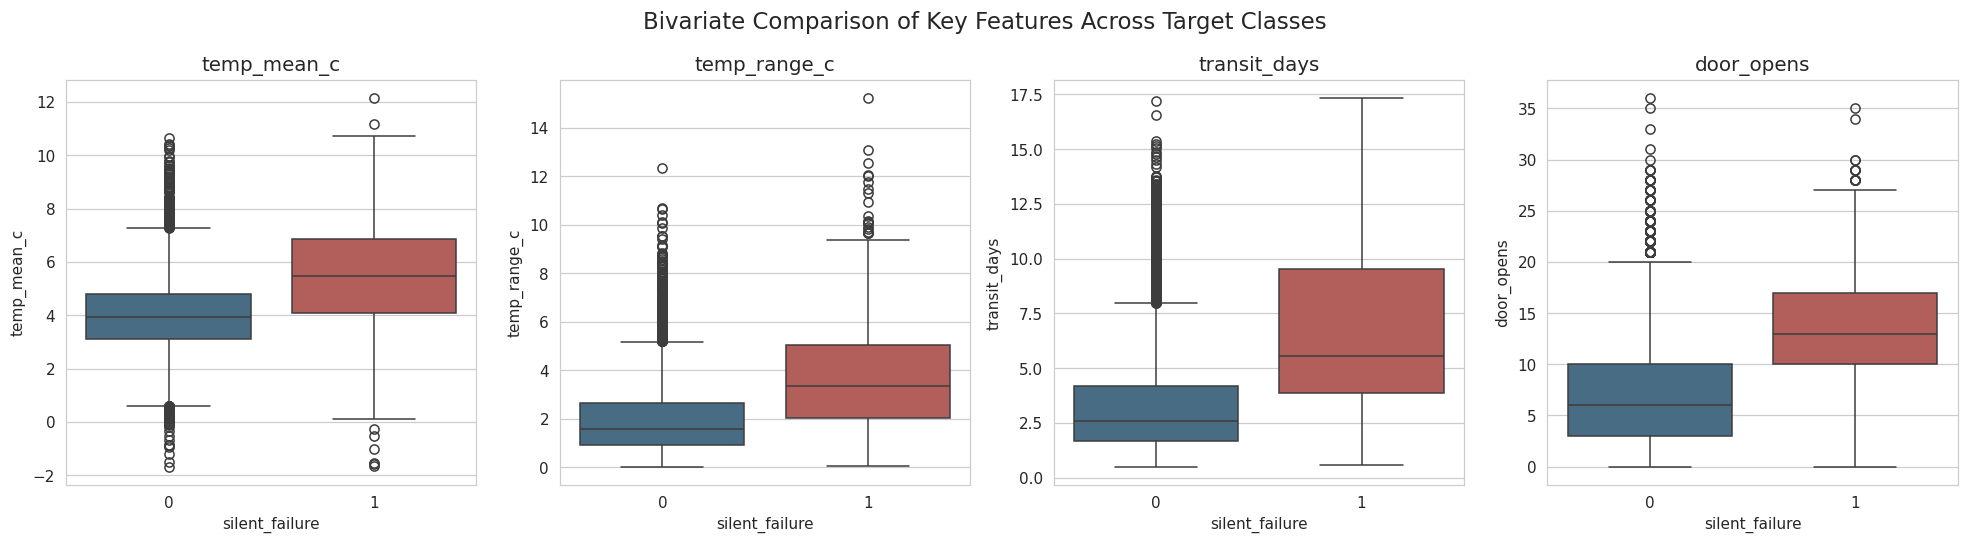 Bivariate Comparison of Key Features Across Target Classes
temp_mean_c
temp_mean_c
12
10
8
6
4
2
0
−2
0 1
silent_failure
temp_range_c
temp_range_c
14
12
10
8
6
4
2
0
0 1
silent_failure
transit_days
transit_days
17.5
15.0
12.5
10.0
7.5
5.0
2.5
0.0
0 1
silent_failure
door_opens
door_opens
35
30
25
20
15
10
5
0
0 1
silent_failure